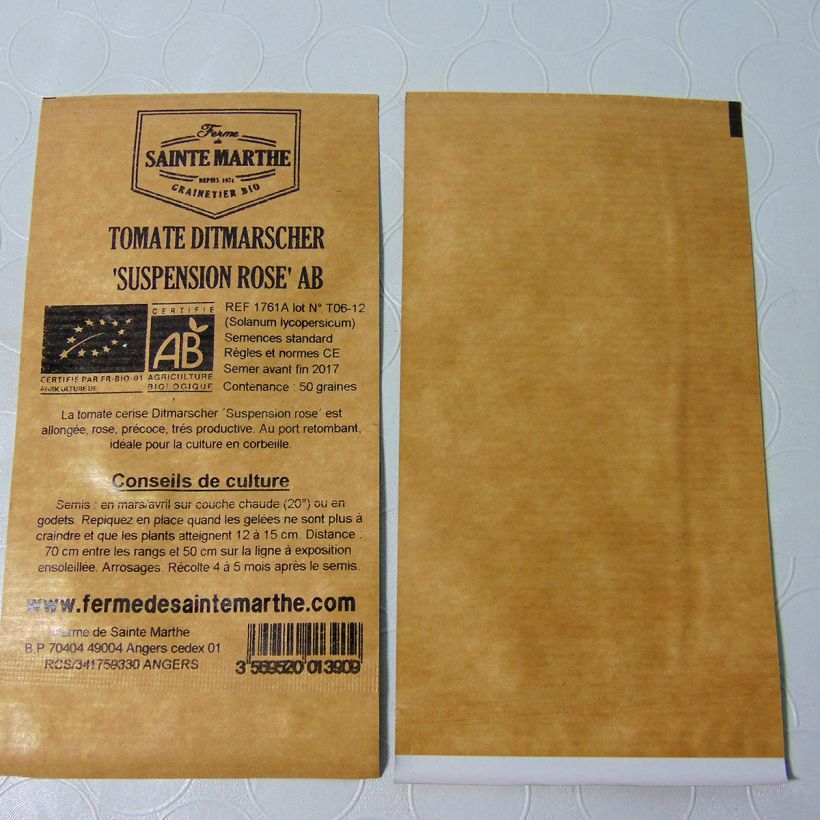 Ferme
de
SAINTE MARTHE
DEPUIS 1974
GRAINETIER BIO
TOMATE DITMARSCHER
'SUSPENSION ROSE' AB
CERTIFIÉ
AB
AGRICULTURE
BIOLOGIQUE
CERTIFIÉ PAR FR-BIO-01
AGRICULTURE UE
REF 1761A lot N° T06-12
(Solanum lycopersicum)
Semences standard
Règles et normes CE
Semer avant fin 2017
Contenance : 50 graines
La tomate cerise Ditmarscher ´Suspension rose´ est
allongée, rose, précoce, trés productive. Au port retombant,
idéale pour la culture en corbeille.
Conseils de culture
Semis : en mars/avril sur couche chaude (20°) ou en
godets. Repiquez en place quand les gelées ne sont plus à
craindre et que les plants atteignent 12 à 15 cm. Distance :
70 cm entre les rangs et 50 cm sur la ligne à exposition
ensoleillée. Arrosages. Récolte 4 à 5 mois après le semis.
www.fermedesaintemarthe.com
Ferme de Sainte Marthe
B.P 70404 49004 Angers cedex 01
RCS/341759330 ANGERS
3 569520 013909